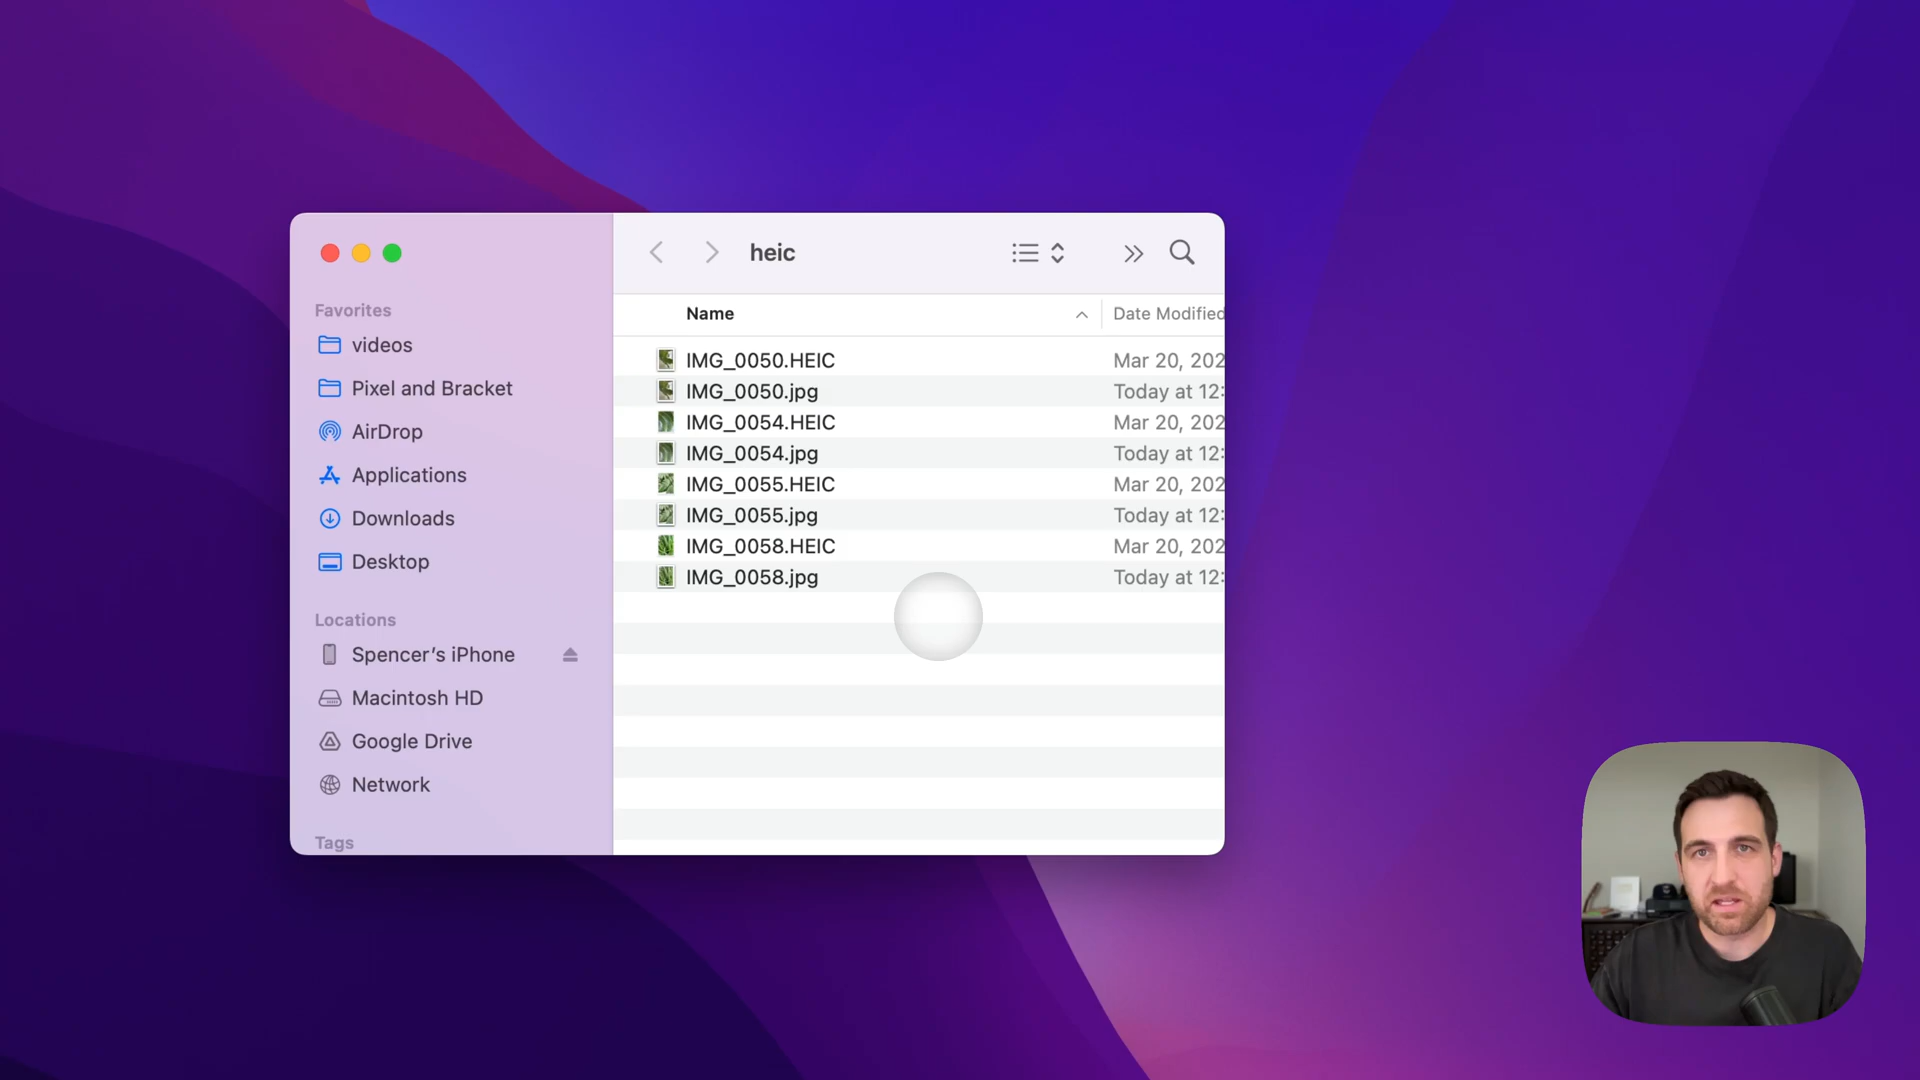 heic
Favorites
videos
Pixel and Bracket
AirDrop
Applications
Downloads
Desktop
Locations
Spencer’s iPhone
Macintosh HD
Google Drive
Network
Tags
Name Date Modified
IMG_0050.HEIC Mar 20, 202
IMG_0050.jpg Today at 12:
IMG_0054.HEIC Mar 20, 202
IMG_0054.jpg Today at 12:
IMG_0055.HEIC Mar 20, 202
IMG_0055.jpg Today at 12:
IMG_0058.HEIC Mar 20, 202
IMG_0058.jpg Today at 12: